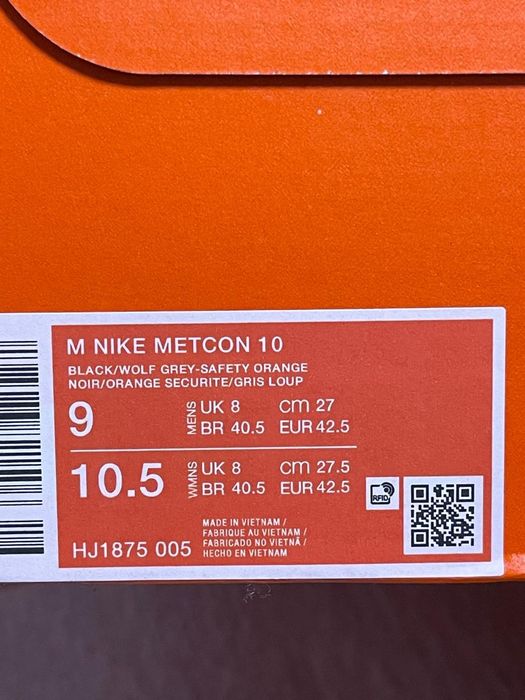 M NIKE METCON 10
BLACK/WOLF GREY-SAFETY ORANGE
NOIR/ORANGE SECURITE/GRIS LOUP
9 MENS UK 8 CM 27
BR 40.5 EUR 42.5
10.5 WMNS UK 8 CM 27.5
BR 40.5 EUR 42.5
RFID
MADE IN VIETNAM /
FABRIQUE AU VIETNAM /
FABRICADO NO VIETNÃ /
HJ1875 005 HECHO EN VIETNAM